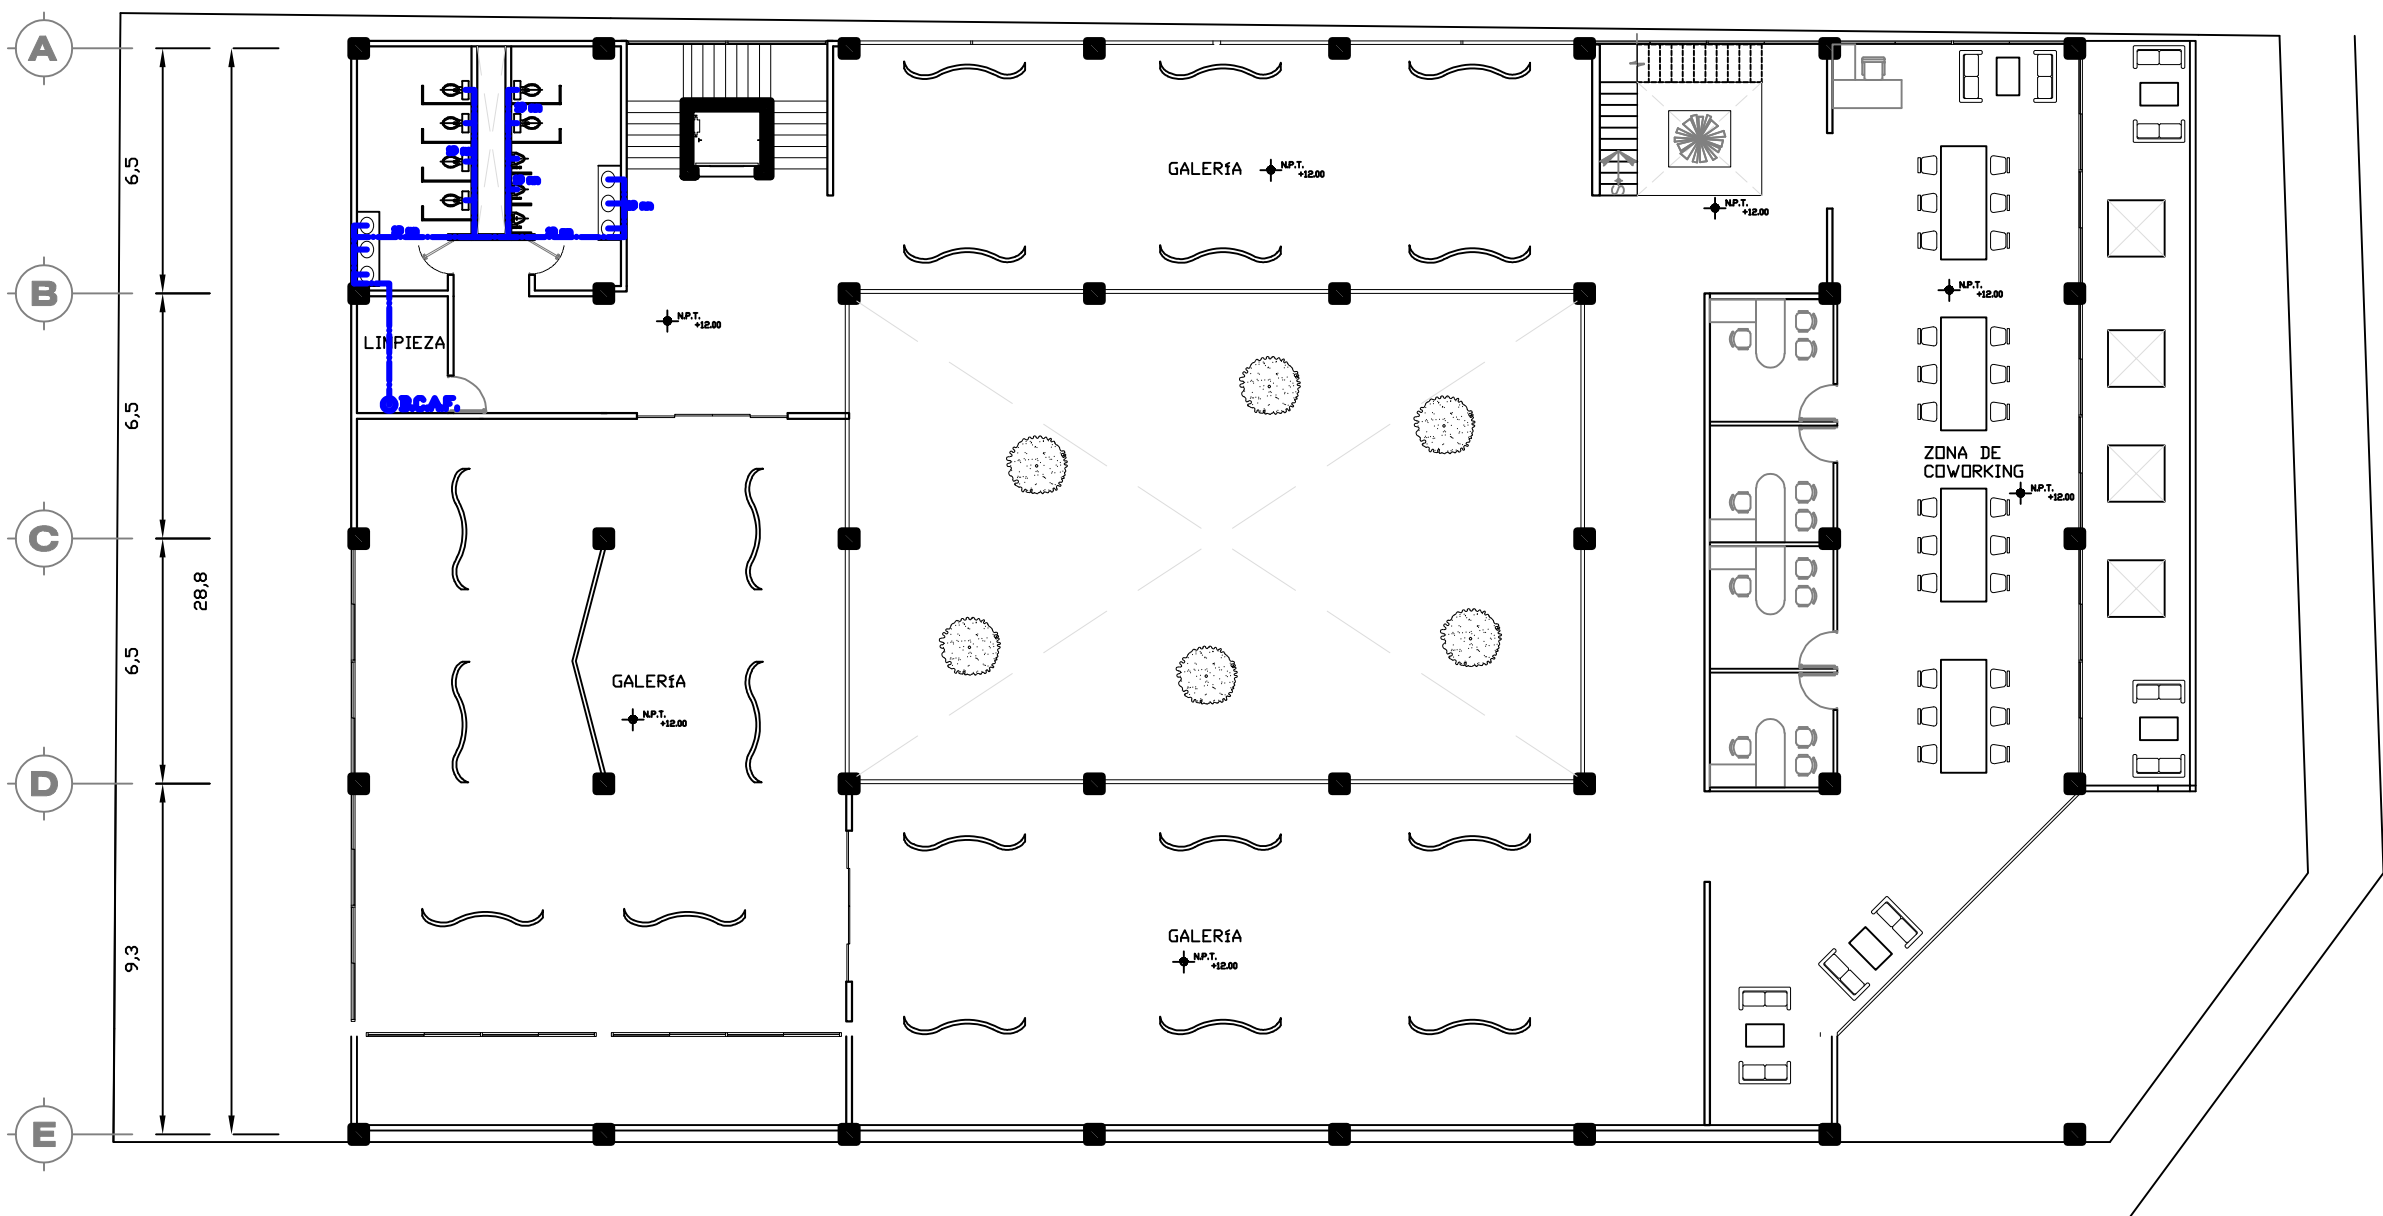 A
6,5
GALERíA
N.P.T.
+12.00
S+
N.P.T.
+12.00
B
N.P.T.
+12.00
N.P.T.
+12.00
LIMPIEZA
B.C.A.F.
6,5
ZONA DE
COWORKING
N.P.T.
+12.00
C
28,8
6,5
GALERíA
N.P.T.
+12.00
D
9,3
GALERíA
N.P.T.
+12.00
E